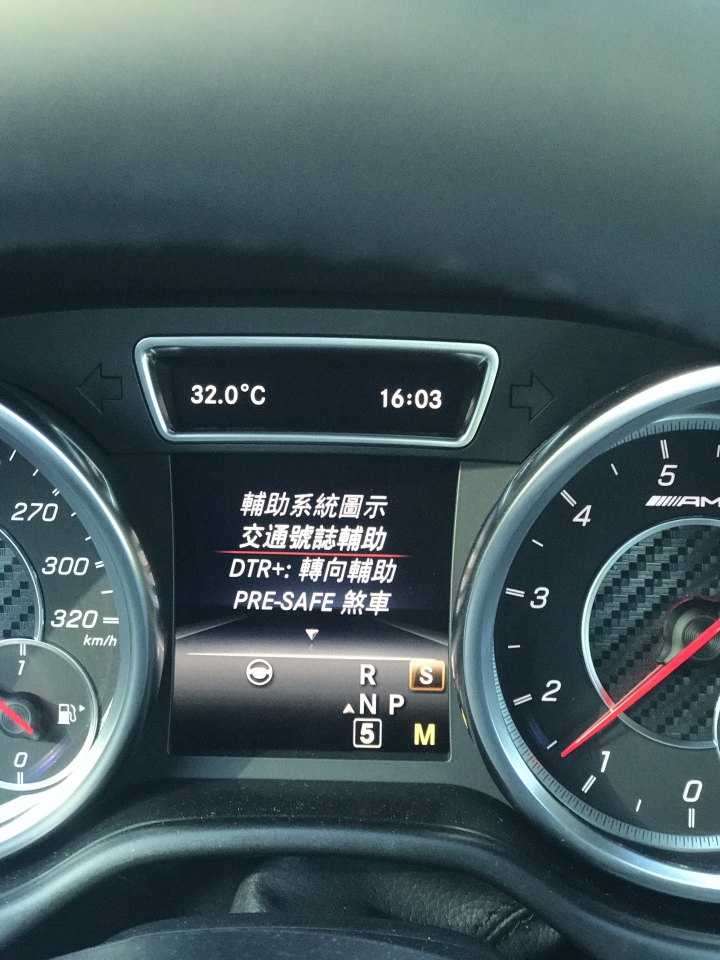 32.0°C 16:03
輔助系統圖示
交通號誌輔助
DTR+: 轉向輔助
PRE-SAFE 煞車
R S
N P
5 M
270
300
320
km/h
1
0
5
AM
4
3
2
1
0